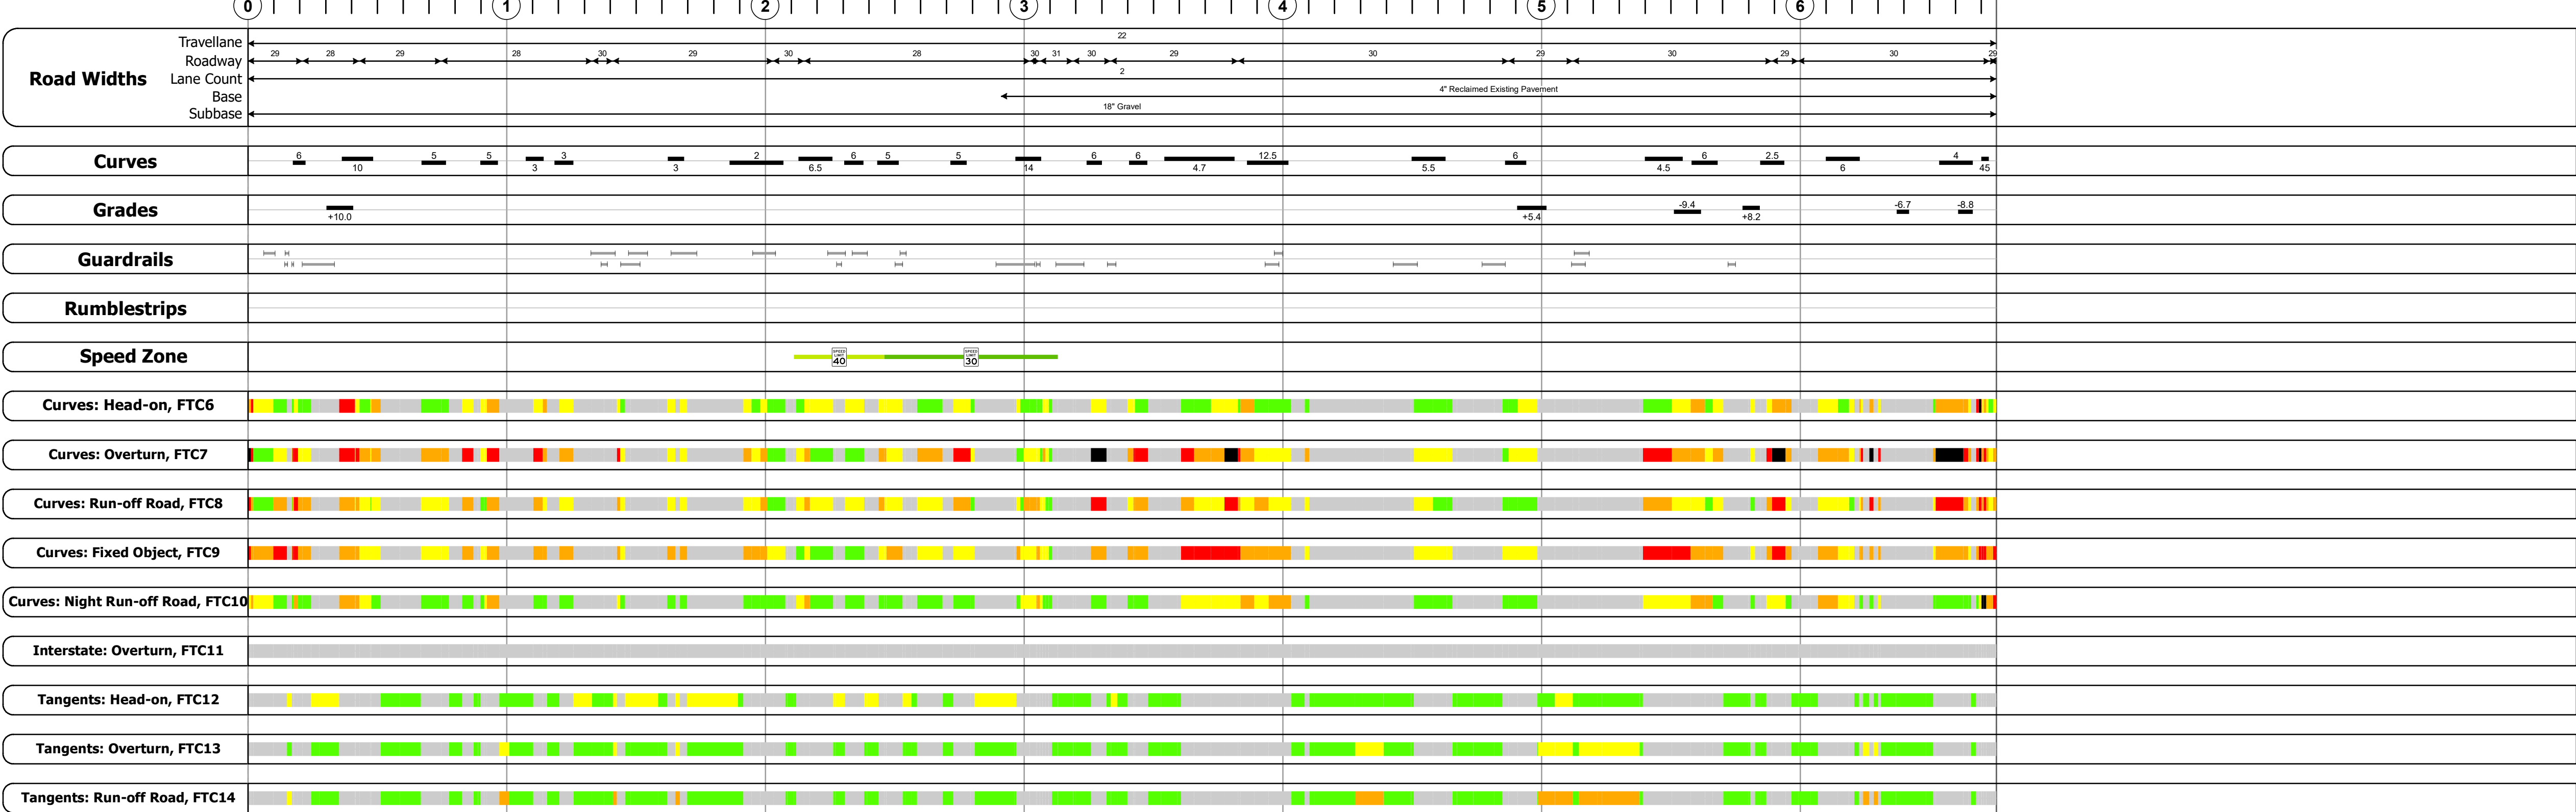 0 1 2 3 4 5 6
Travellane 22
29 28 29 28 30 29 30 28 30 31 30 29 30 29 30 29 30 29
Roadway
Road Widths
Lane Count 2
Base 4" Reclaimed Existing Pavement
18" Gravel
Subbase
6 5 5 3 2 6 5 5 6 6 12.5 6 6 2.5 4
Curves
10 3 3 6.5 14 4.7 5.5 4.5 6 45
-9.4 -6.7 -8.8
Grades
+10.0 +5.4 +8.2
Guardrails
Rumblestrips
Speed Zone
SPEED LIMIT 40 SPEED LIMIT 30
Curves: Head-on, FTC6
Curves: Overturn, FTC7
Curves: Run-off Road, FTC8
Curves: Fixed Object, FTC9
Curves: Night Run-off Road, FTC10
Interstate: Overturn, FTC11
Tangents: Head-on, FTC12
Tangents: Overturn, FTC13
Tangents: Run-off Road, FTC14